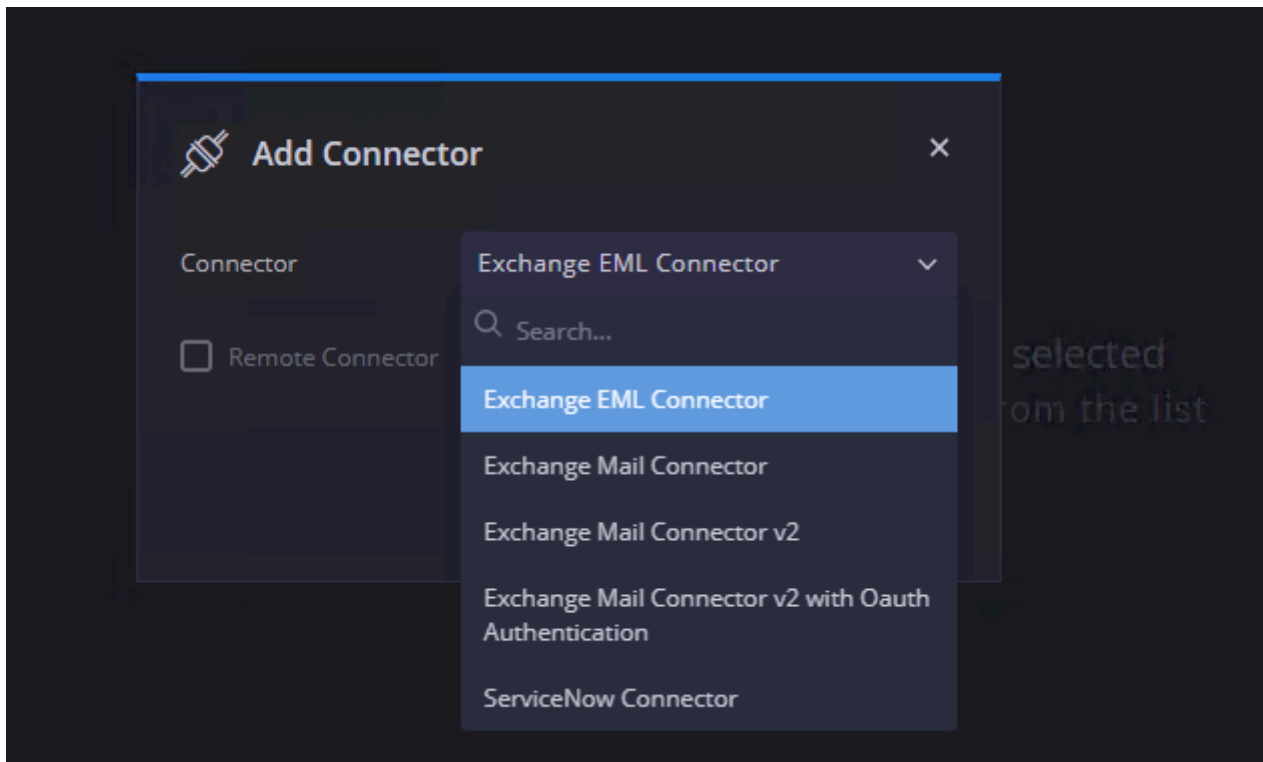 Add Connector
Connector
Exchange EML Connector
Search...
Remote Connector
selected
om the list
Exchange EML Connector
Exchange Mail Connector
Exchange Mail Connector v2
Exchange Mail Connector v2 with Oauth
Authentication
ServiceNow Connector